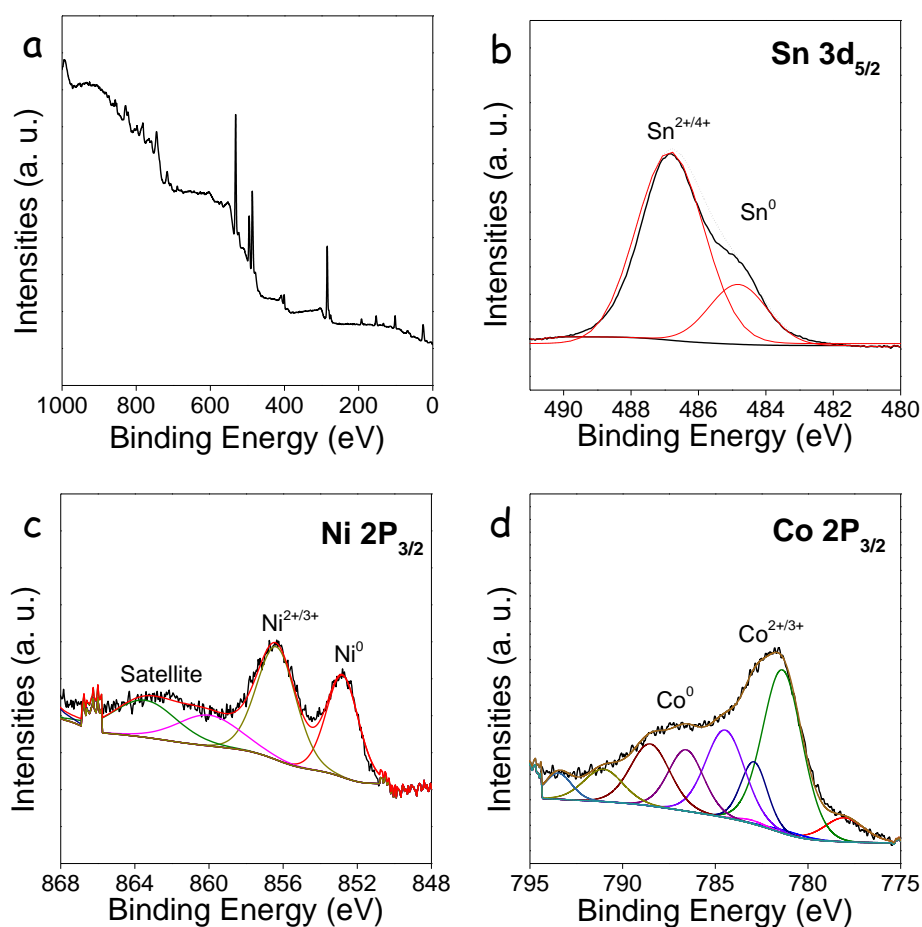 a
Intensities (a. u.)
1000 800 600 400 200 0
Binding Energy (eV)
b
Sn 3d5/2
Sn2+/4+
Sn0
Intensities (a. u.)
490 488 486 484 482 480
Binding Energy (eV)
c
Ni 2P3/2
Ni2+/3+
Ni0
Satellite
Intensities (a. u.)
868 864 860 856 852 848
Binding Energy (eV)
d
Co 2P3/2
Co2+/3+
Co0
Intensities (a. u.)
795 790 785 780 775
Binding Energy (eV)